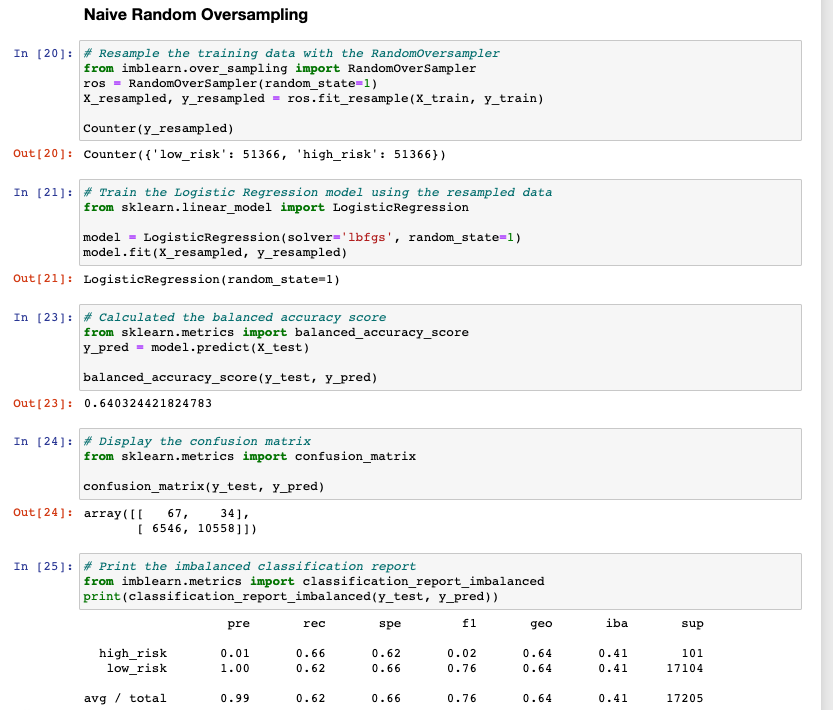 Naive Random Oversampling
In [20]: # Resample the training data with the RandomOversampler
from imblearn.over_sampling import RandomOverSampler
ros = RandomOverSampler(random_state=1)
X_resampled, y_resampled = ros.fit_resample(X_train, y_train)
Counter(y_resampled)
Out[20]: Counter({'low_risk': 51366, 'high_risk': 51366})
In [21]: # Train the Logistic Regression model using the resampled data
from sklearn.linear_model import LogisticRegression
model = LogisticRegression(solver='lbfgs', random_state=1)
model.fit(X_resampled, y_resampled)
Out[21]: LogisticRegression(random_state=1)
In [23]: # Calculated the balanced accuracy score
from sklearn.metrics import balanced_accuracy_score
y_pred = model.predict(X_test)
balanced_accuracy_score(y_test, y_pred)
Out[23]: 0.640324421824783
In [24]: # Display the confusion matrix
from sklearn.metrics import confusion_matrix
confusion_matrix(y_test, y_pred)
Out[24]: array([[   67,    34],
       [ 6546, 10558]])
In [25]: # Print the imbalanced classification report
from imblearn.metrics import classification_report_imbalanced
print(classification_report_imbalanced(y_test, y_pred))
pre rec spe f1 geo iba sup
high_risk 0.01 0.66 0.62 0.02 0.64 0.41 101
low_risk 1.00 0.62 0.66 0.76 0.64 0.41 17104
avg / total 0.99 0.62 0.66 0.76 0.64 0.41 17205